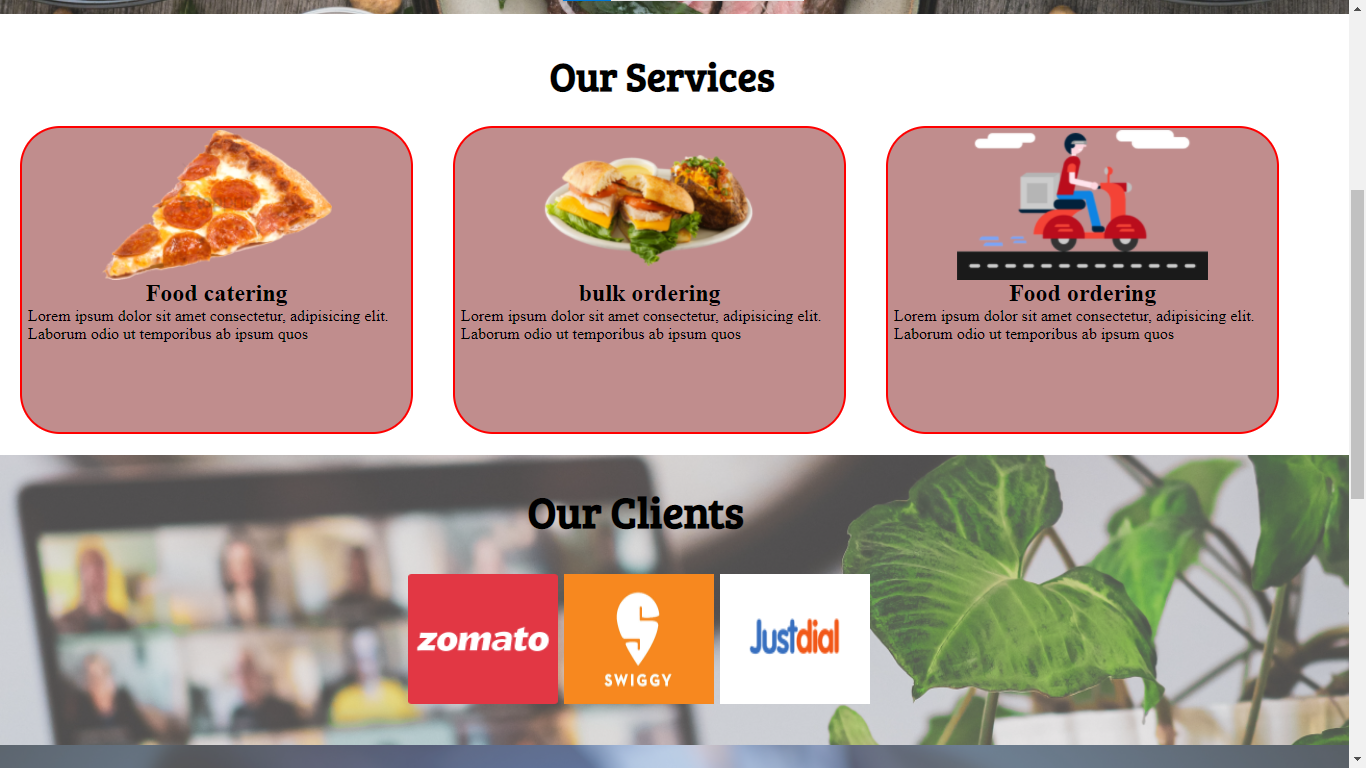 Our Services
Food catering
Lorem ipsum dolor sit amet consectetur, adipisicing elit.
Laborum odio ut temporibus ab ipsum quos
bulk ordering
Lorem ipsum dolor sit amet consectetur, adipisicing elit.
Laborum odio ut temporibus ab ipsum quos
Food ordering
Lorem ipsum dolor sit amet consectetur, adipisicing elit.
Laborum odio ut temporibus ab ipsum quos
Our Clients
zomato
SWIGGY
Justdial